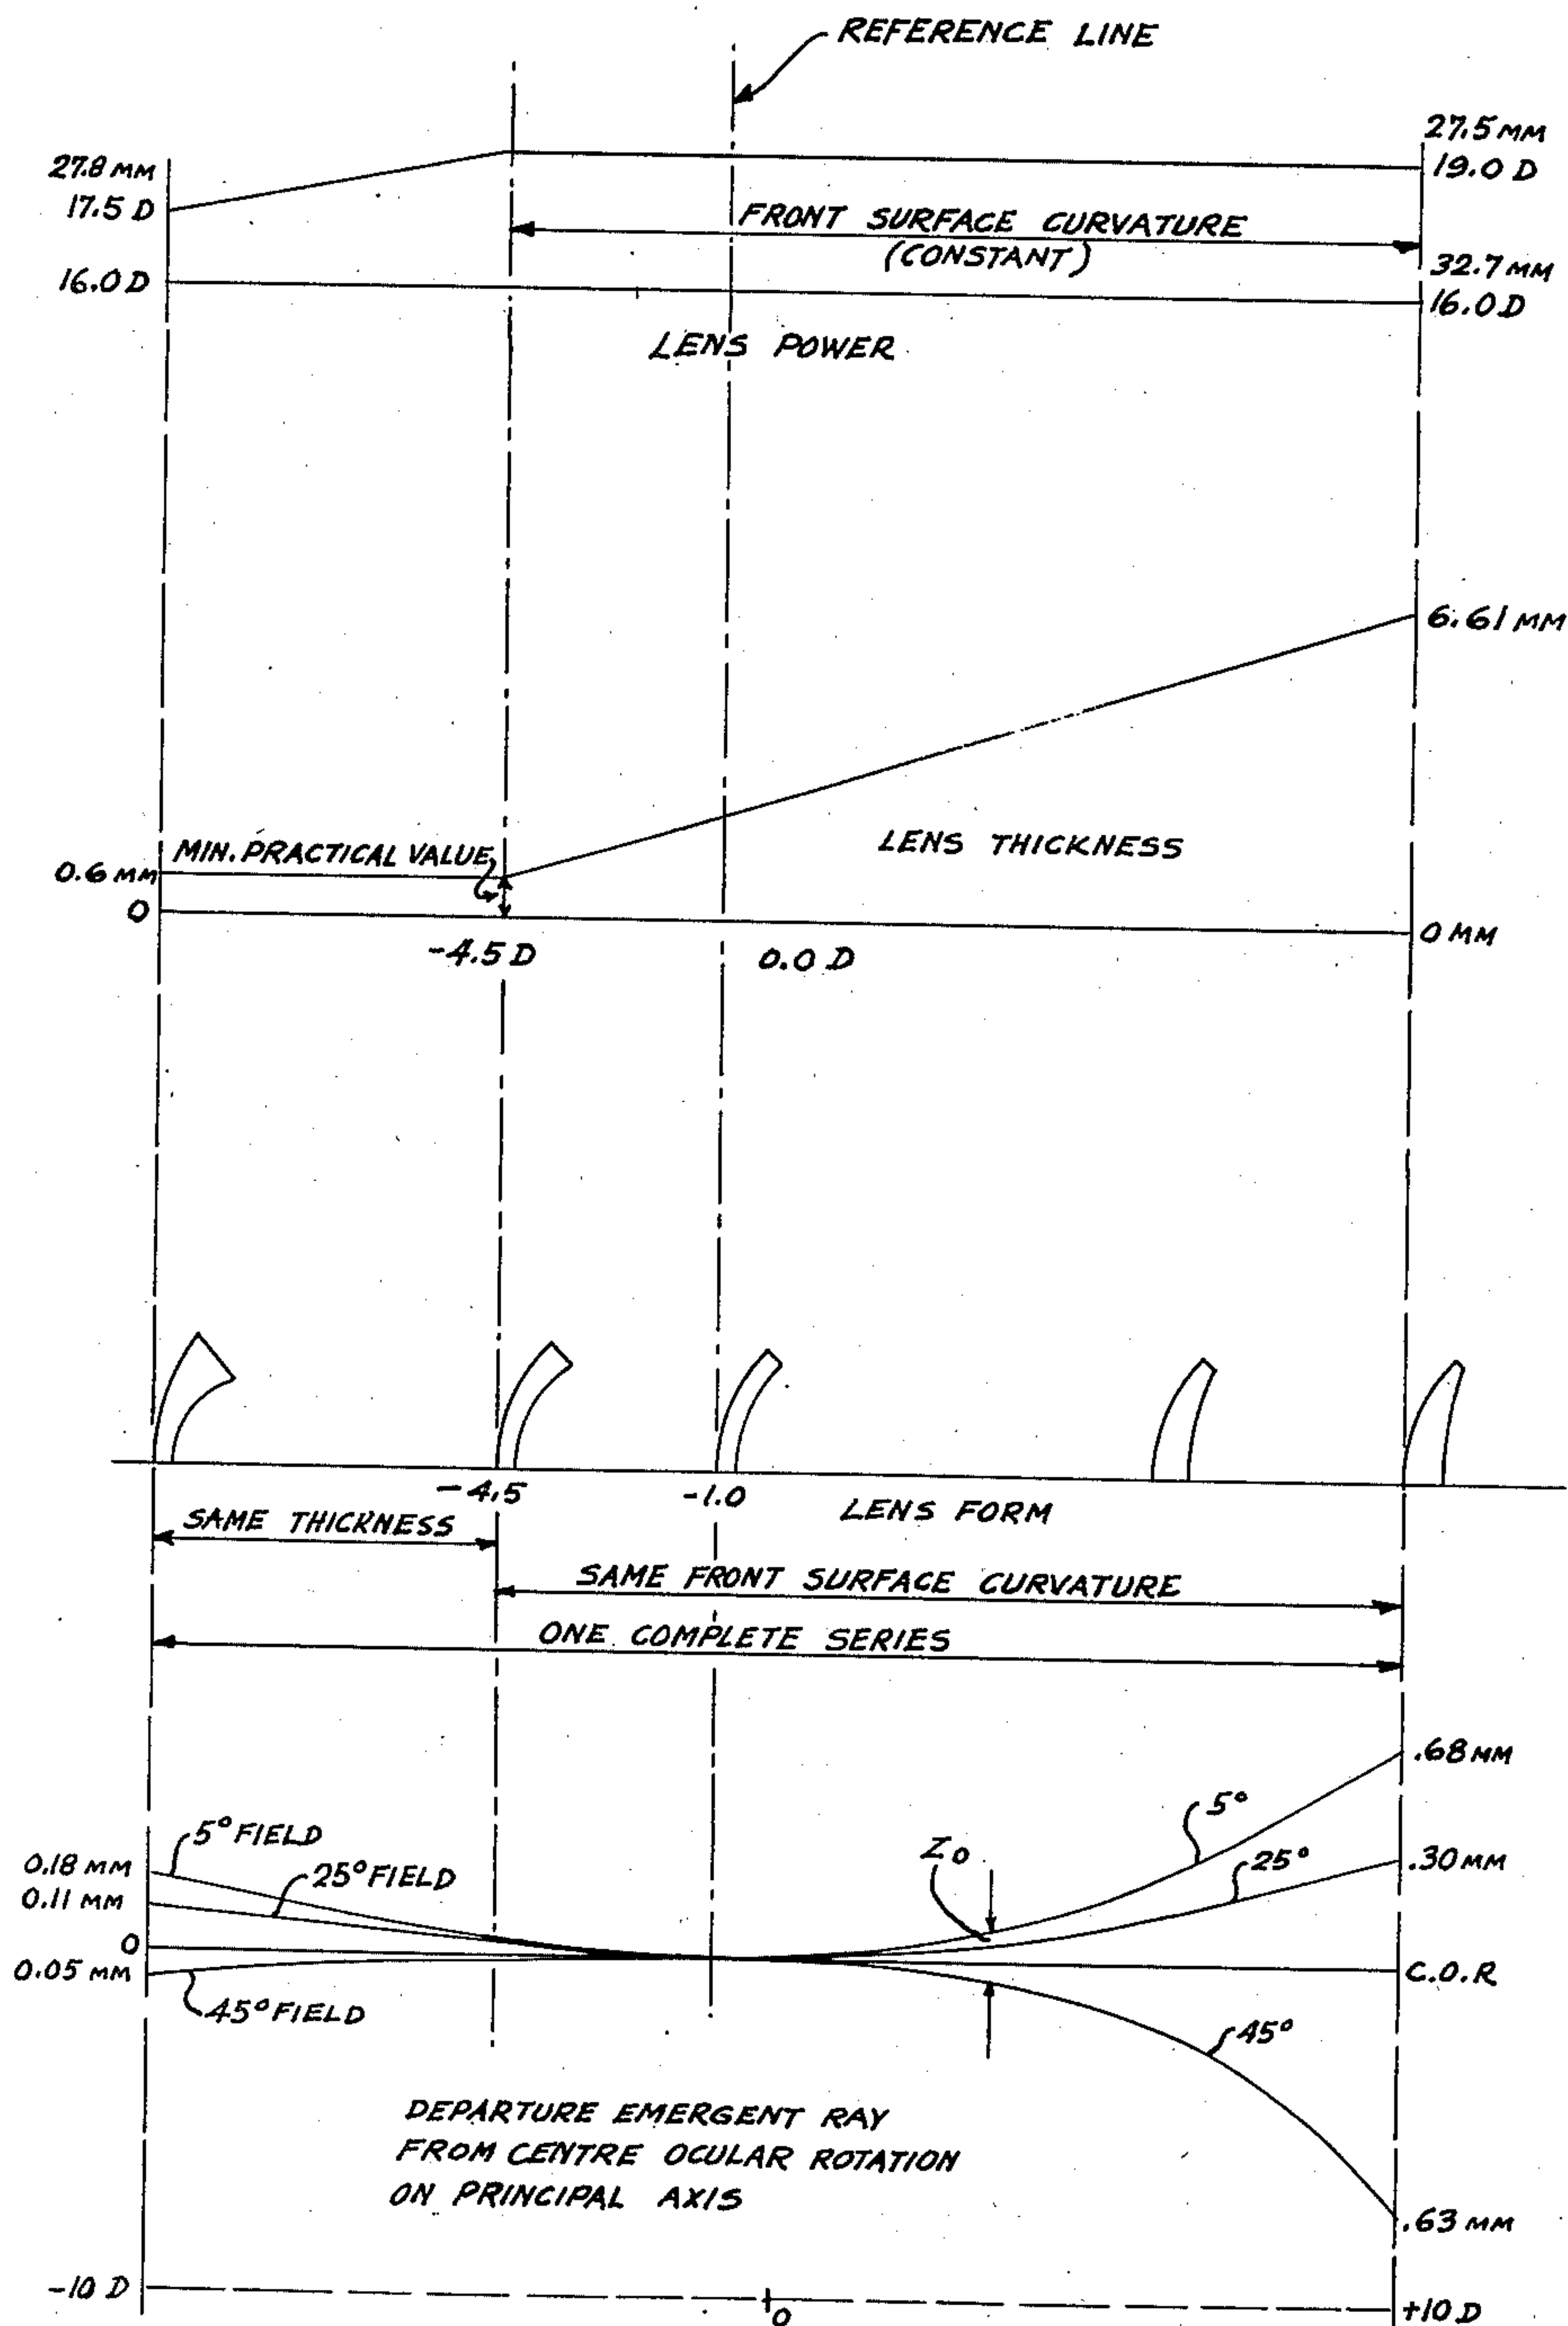 REFERENCE LINE
27.8 MM
17.5 D
16.0 D
27.5 MM
19.0 D
FRONT SURFACE CURVATURE
(CONSTANT)
32.7 MM
16.0 D
LENS POWER
6.61 MM
MIN. PRACTICAL VALUE
LENS THICKNESS
0.6 MM
0
0 MM
-4.5 D
0.0 D
-4.5
-1.0
LENS FORM
SAME THICKNESS
SAME FRONT SURFACE CURVATURE
ONE COMPLETE SERIES
.68 MM
5°
5° FIELD
Zo
25°
.30 MM
0.18 MM
25° FIELD
0.11 MM
0
C.O.R
0.05 MM
45° FIELD
45°
DEPARTURE EMERGENT RAY
FROM CENTRE OCULAR ROTATION
ON PRINCIPAL AXIS
.63 MM
-10 D
0
+10 D